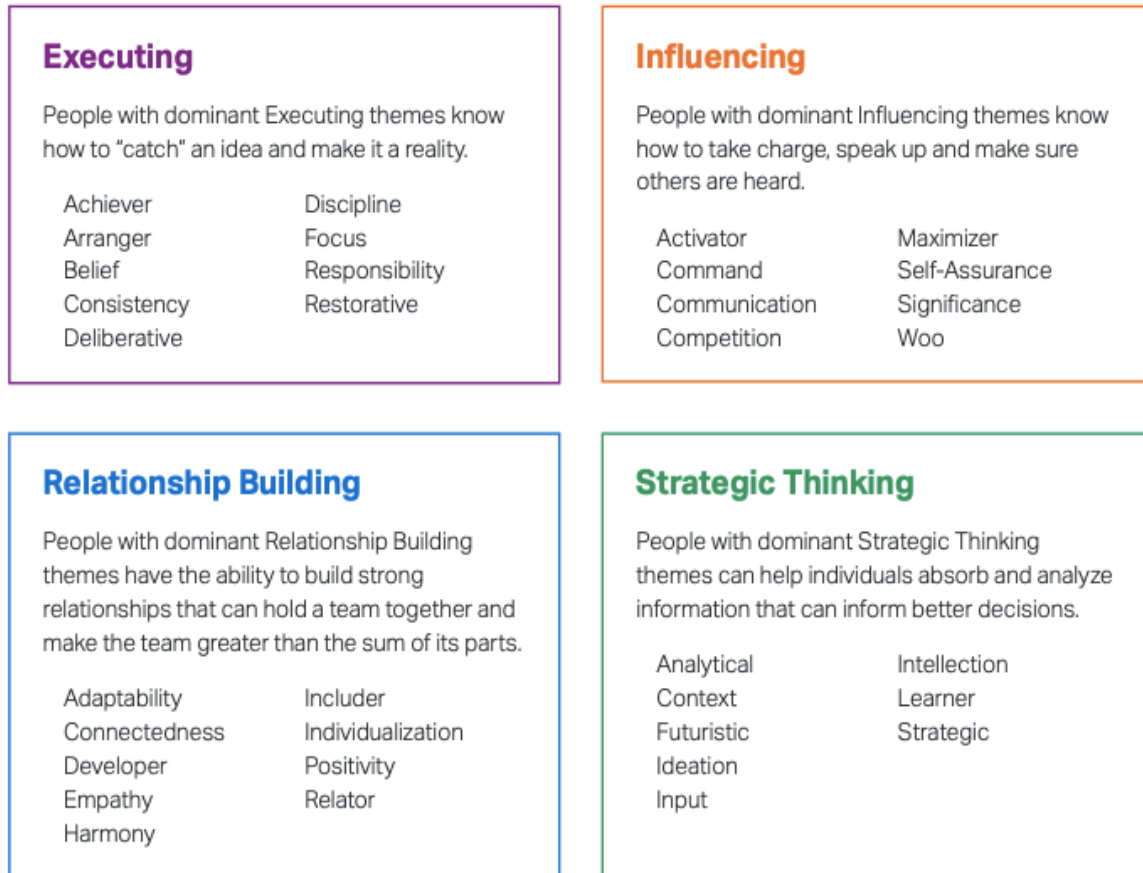 Executing
People with dominant Executing themes know
how to “catch” an idea and make it a reality.
Achiever
Arranger
Belief
Consistency
Deliberative
Discipline
Focus
Responsibility
Restorative
Influencing
People with dominant Influencing themes know
how to take charge, speak up and make sure
others are heard.
Activator
Command
Communication
Competition
Maximizer
Self-Assurance
Significance
Woo
Relationship Building
People with dominant Relationship Building
themes have the ability to build strong
relationships that can hold a team together and
make the team greater than the sum of its parts.
Adaptability
Connectedness
Developer
Empathy
Harmony
Includer
Individualization
Positivity
Relator
Strategic Thinking
People with dominant Strategic Thinking
themes can help individuals absorb and analyze
information that can inform better decisions.
Analytical
Context
Futuristic
Ideation
Input
Intellection
Learner
Strategic